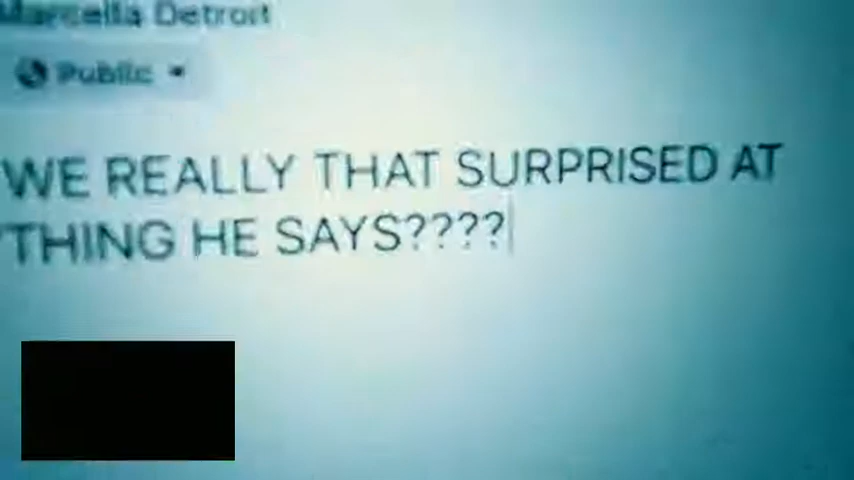 Marcella Detroit
Public
WE REALLY THAT SURPRISED AT
THING HE SAYS????